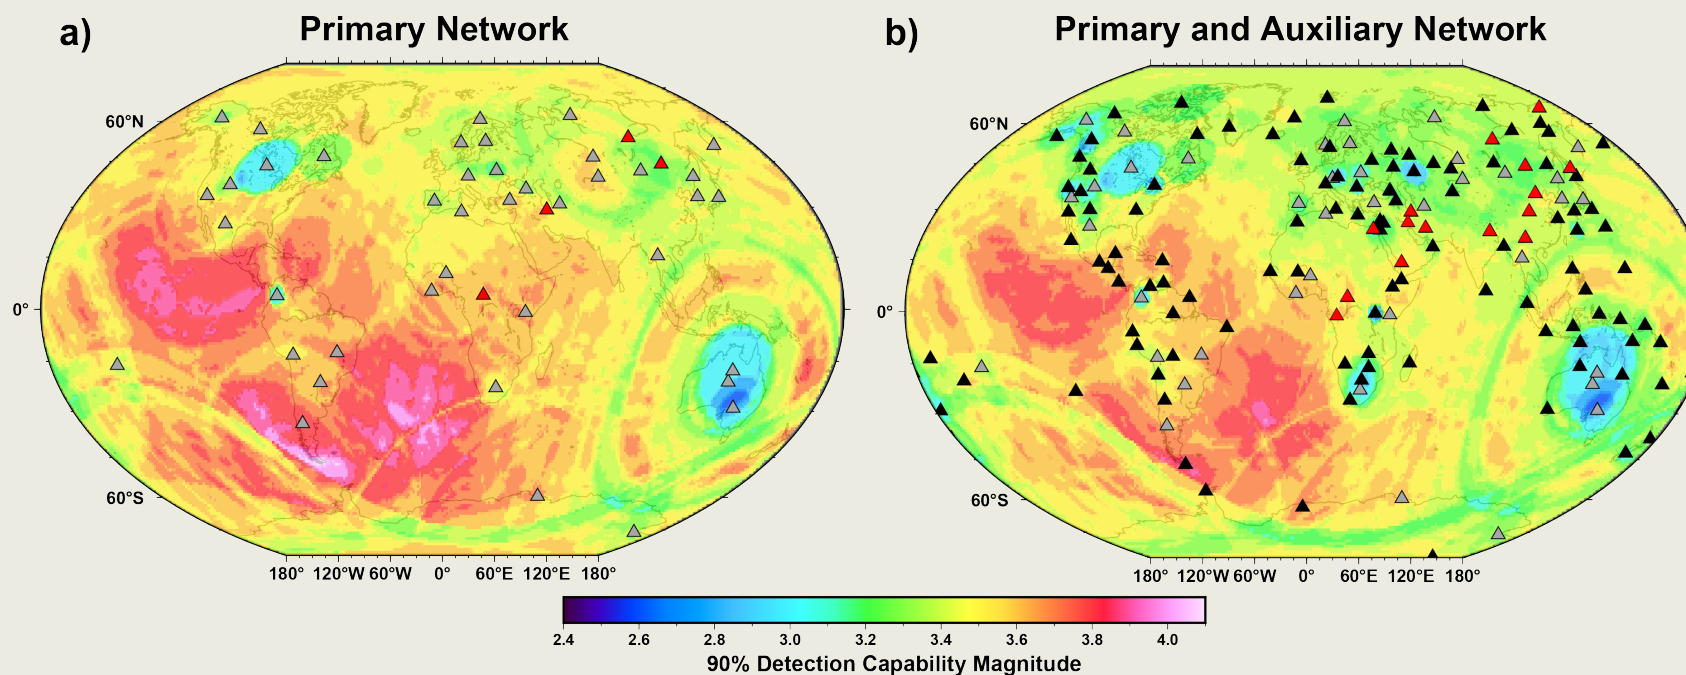 a) Primary Network
b) Primary and Auxiliary Network
60°N
0°
60°S
180° 120°W 60°W 0° 60°E 120°E 180°
60°N
0°
60°S
180° 120°W 60°W 0° 60°E 120°E 180°
2.4 2.6 2.8 3.0 3.2 3.4 3.6 3.8 4.0
90% Detection Capability Magnitude